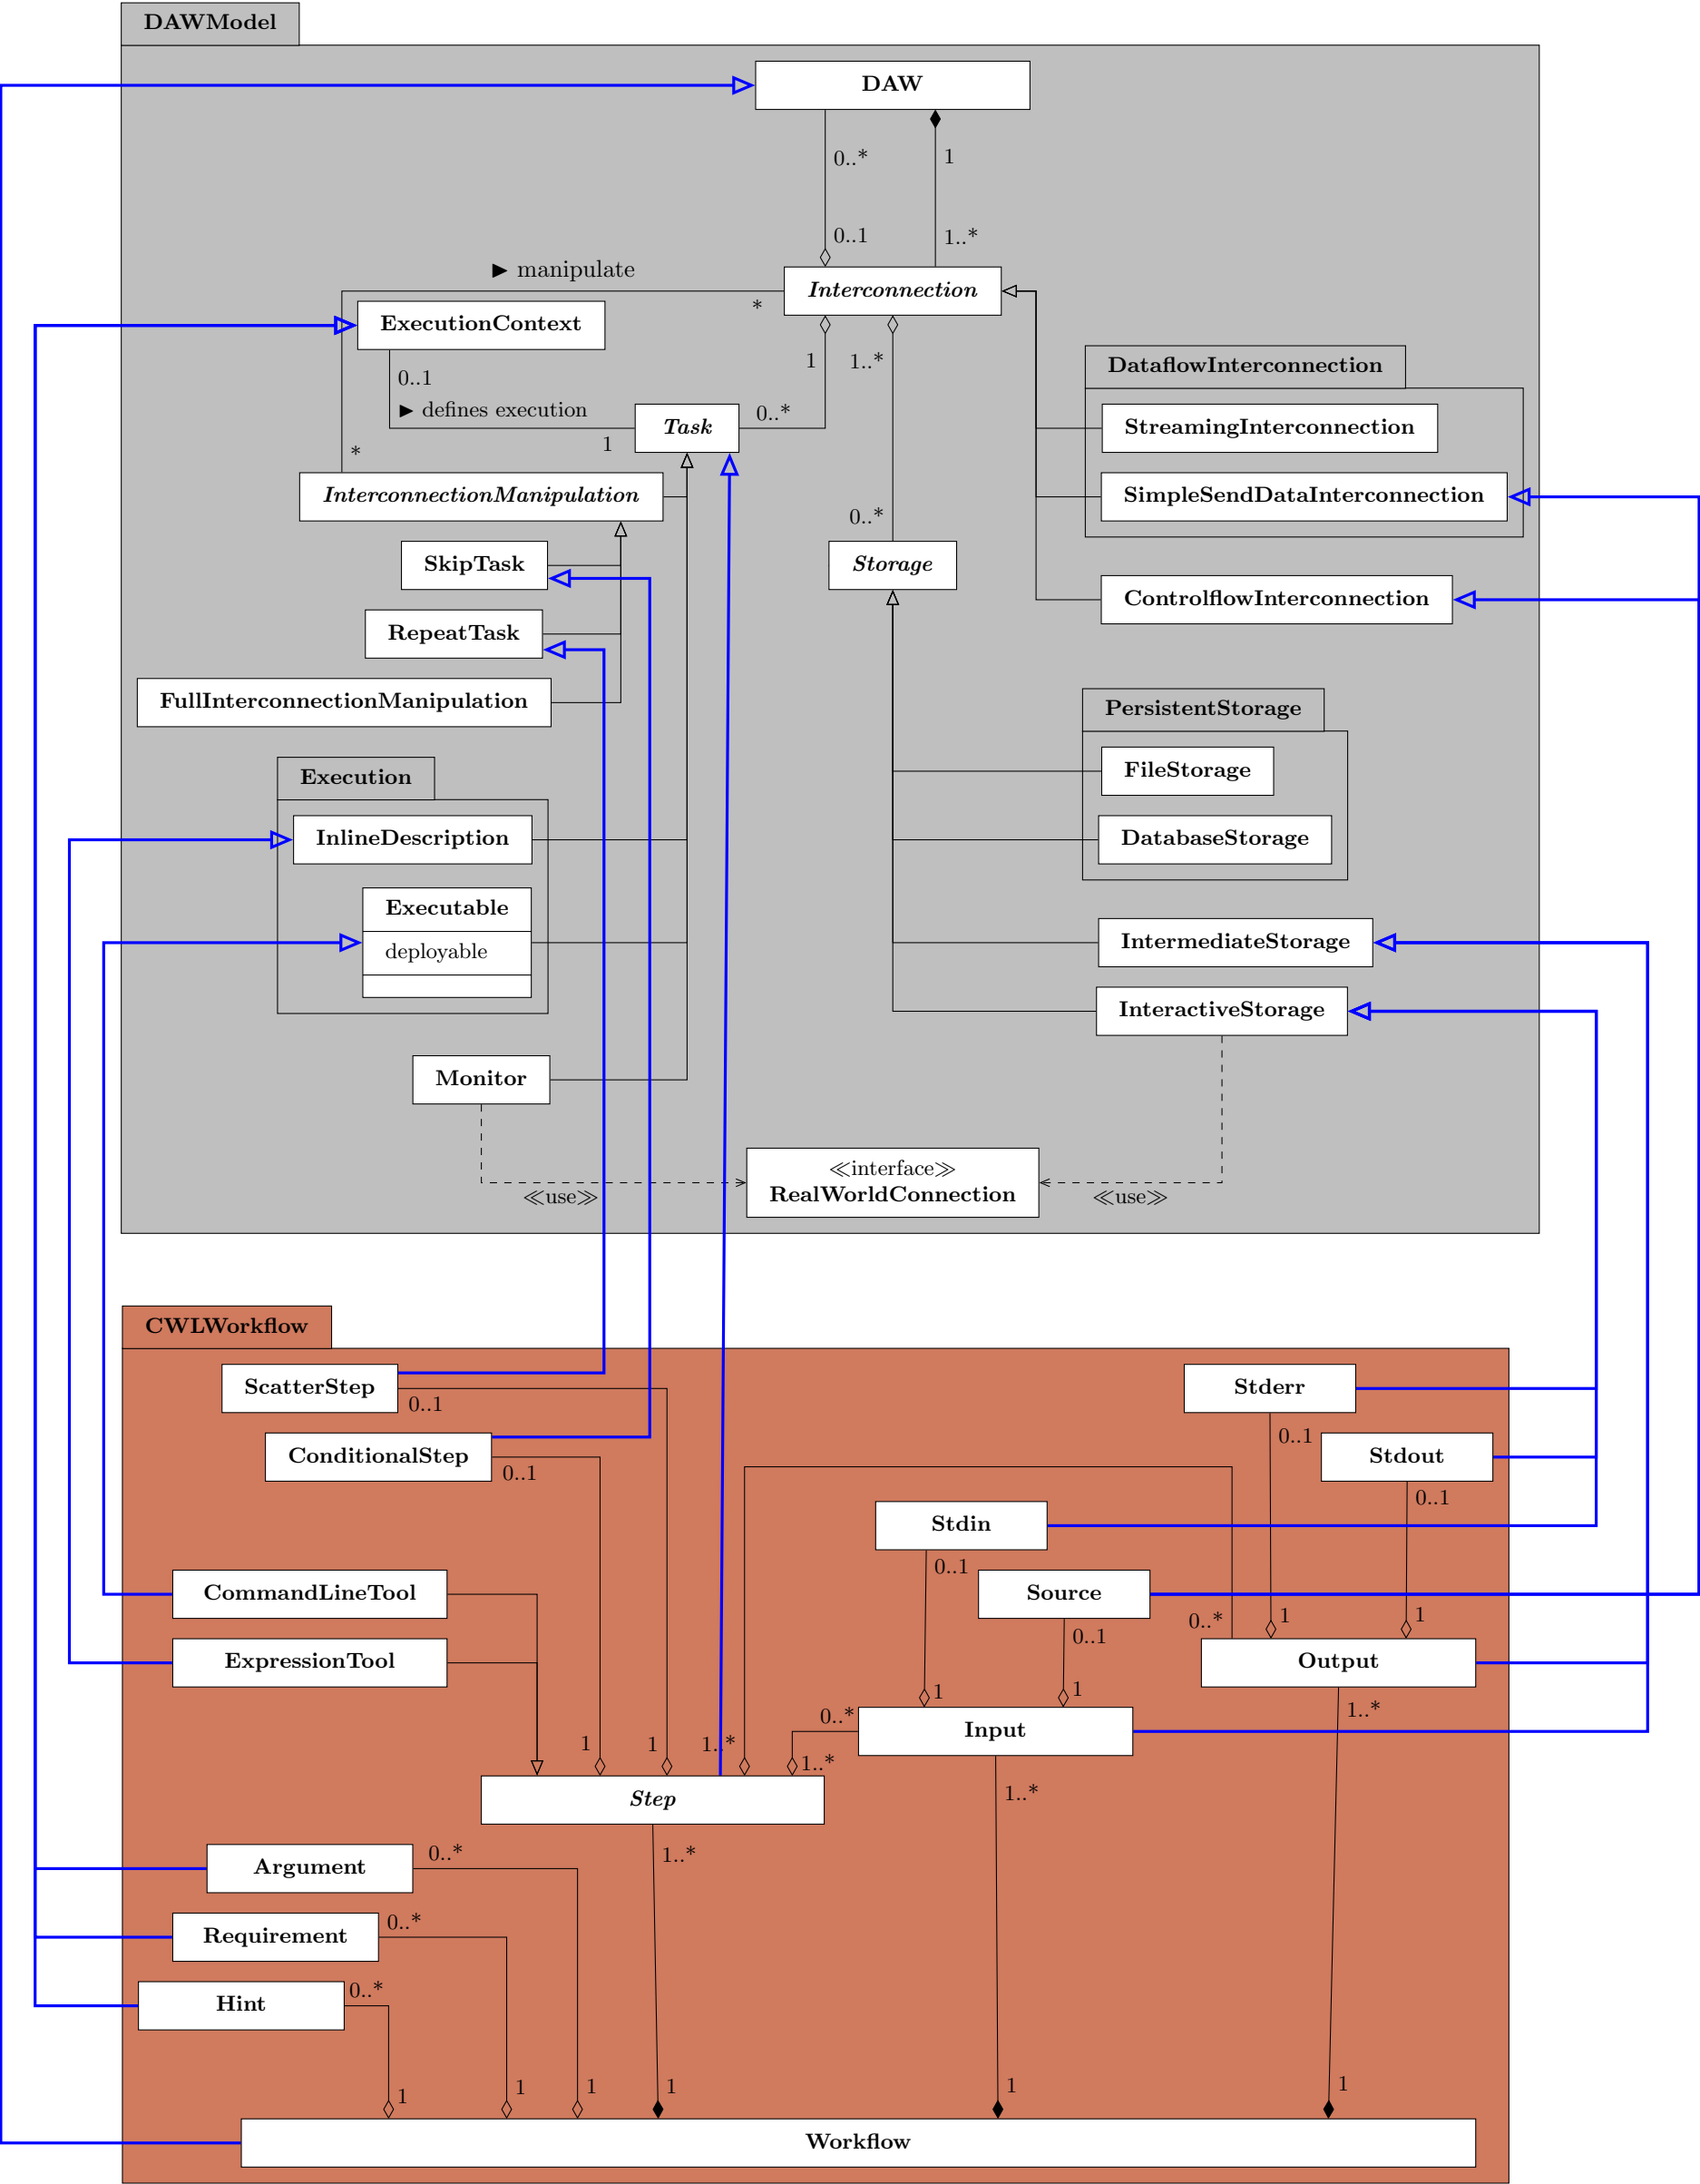 DAWModel
DAW
0..*
1
0..1
1..*
► manipulate
Interconnection
*
ExecutionContext
1
1..*
DataflowInterconnection
0..1
► defines execution
Task
0..*
StreamingInterconnection
1
*
InterconnectionManipulation
SimpleSendDataInterconnection
0..*
SkipTask
Storage
ControlflowInterconnection
RepeatTask
FullInterconnectionManipulation
PersistentStorage
Execution
FileStorage
InlineDescription
DatabaseStorage
Executable
deployable
IntermediateStorage
InteractiveStorage
Monitor
≪interface≫
RealWorldConnection
≪use≫
≪use≫
CWLWorkflow
ScatterStep
0..1
Stderr
0..1
ConditionalStep
0..1
Stdout
0..1
Stdin
0..1
CommandLineTool
Source
0..1
0..*
1
1
ExpressionTool
Output
1
1
1..*
0..*
Input
1
1
1..*
1..*
1..*
Step
1..*
0..*
Argument
0..*
Requirement
0..*
Hint
1
1
1
1
1
1
Workflow